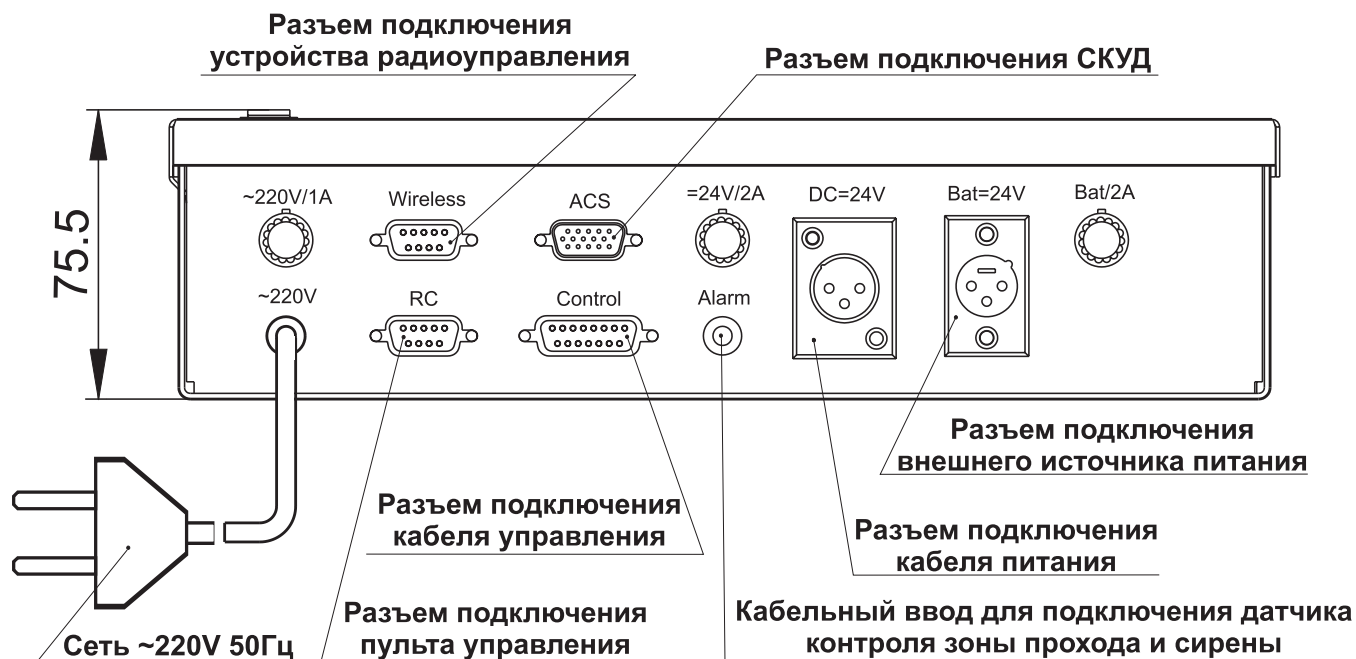 Разъем подключения
устройства радиоуправления
Разъем подключения СКУД
75.5
~220V/1A
Wireless
ACS
=24V/2A
DC=24V
Bat=24V
Bat/2A
~220V
RC
Control
Alarm
Разъем подключения
внешнего источника питания
Разъем подключения
кабеля управления
Разъем подключения
кабеля питания
Сеть ~220V 50Гц
Разъем подключения
пульта управления
Кабельный ввод для подключения датчика
контроля зоны прохода и сирены